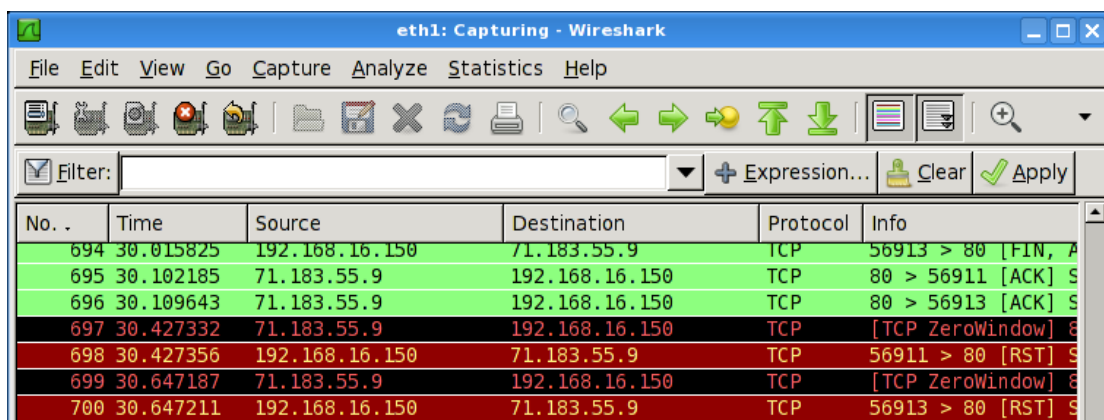 eth1: Capturing - Wireshark
File Edit View Go Capture Analyze Statistics Help
Filter: Expression... Clear Apply
No. . Time Source Destination Protocol Info
694 30.015825 192.168.16.150 71.183.55.9 TCP 56913 > 80 [FIN, A
695 30.102185 71.183.55.9 192.168.16.150 TCP 80 > 56911 [ACK] S
696 30.109643 71.183.55.9 192.168.16.150 TCP 80 > 56913 [ACK] S
697 30.427332 71.183.55.9 192.168.16.150 TCP [TCP ZeroWindow] 8
698 30.427356 192.168.16.150 71.183.55.9 TCP 56911 > 80 [RST] S
699 30.647187 71.183.55.9 192.168.16.150 TCP [TCP ZeroWindow] 8
700 30.647211 192.168.16.150 71.183.55.9 TCP 56913 > 80 [RST] S